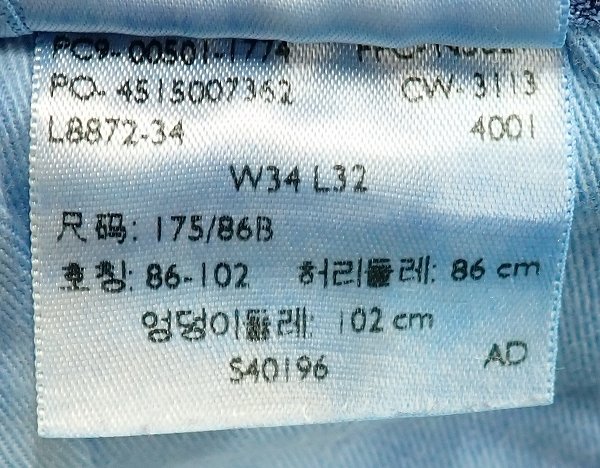 PC9-00501-1774
PO- 4515007362 CW- 3113
L8872-34 4001
W34 L32
尺码: 175/86B
호칭: 86-102 허리둘레: 86 cm
엉덩이둘레: 102 cm
S40196 AD